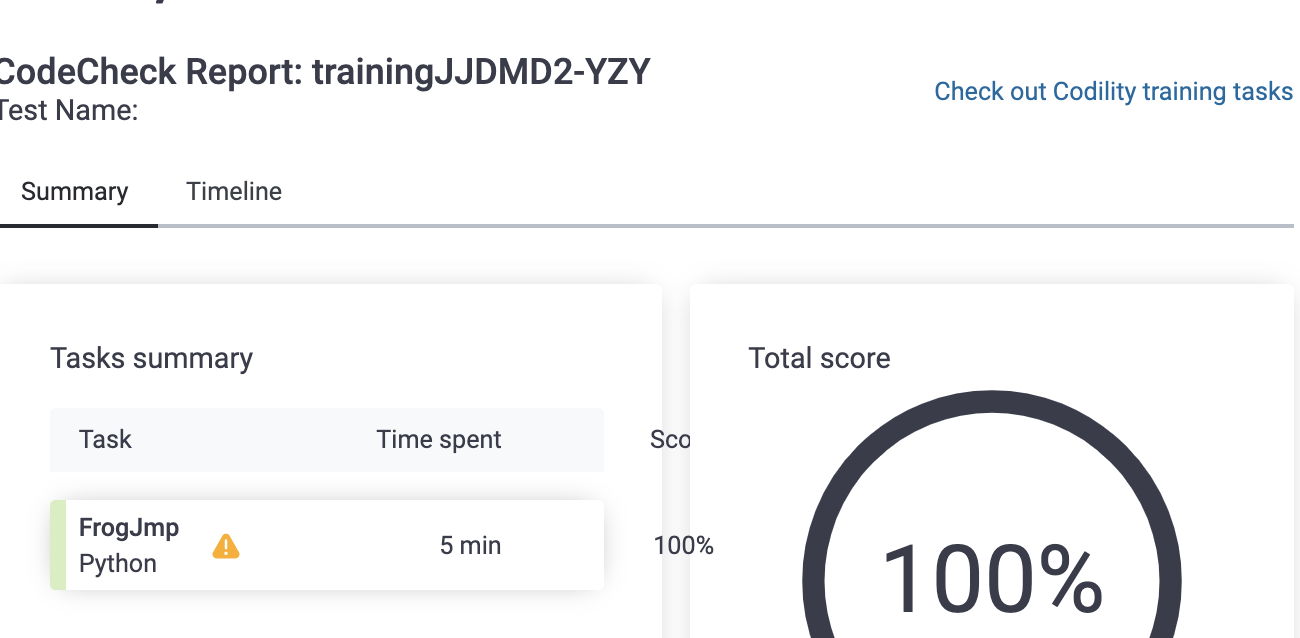 CodeCheck Report: trainingJJDMD2-YZY
Test Name:
Check out Codility training tasks
Summary Timeline
Tasks summary
Task Time spent Sco
FrogJmp
Python
5 min 100%
Total score
100%